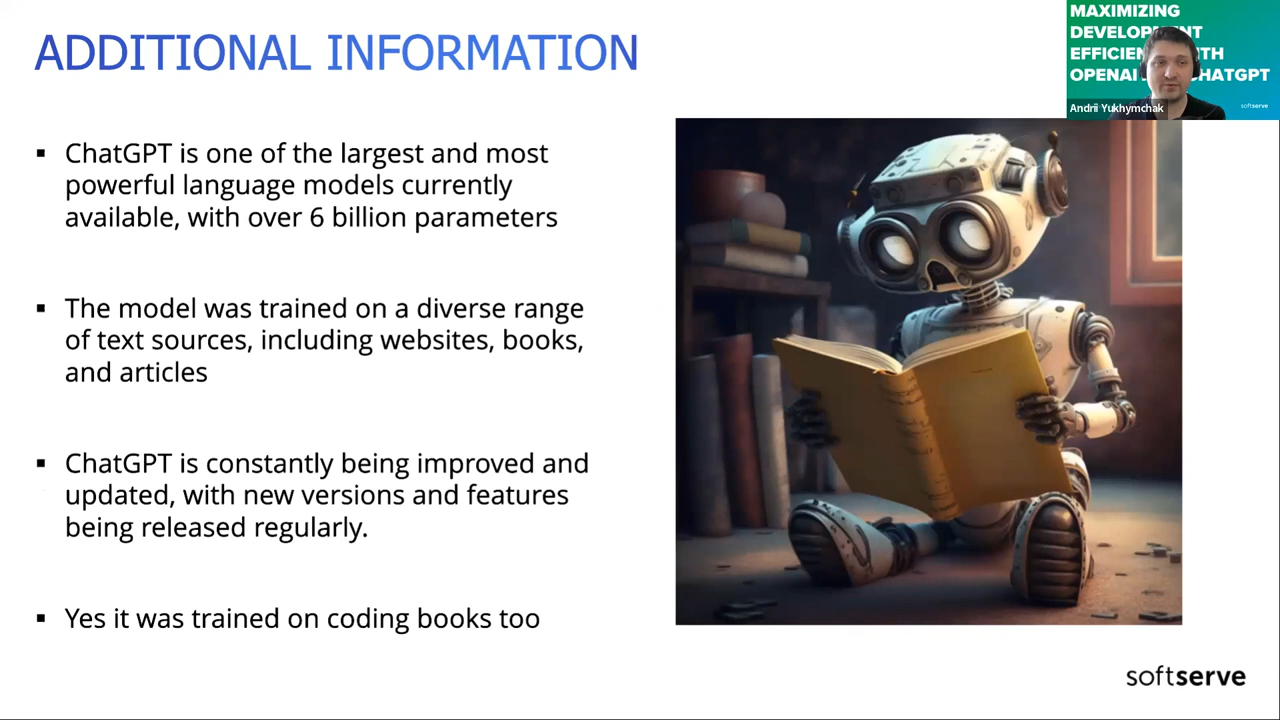 ADDITIONAL INFORMATION
▪ ChatGPT is one of the largest and most
powerful language models currently
available, with over 6 billion parameters
▪ The model was trained on a diverse range
of text sources, including websites, books,
and articles
▪ ChatGPT is constantly being improved and
updated, with new versions and features
being released regularly.
▪ Yes it was trained on coding books too
MAXIMIZING
OPENAI CHATGPT
Andrii Yukhymchak
softserve
softserve